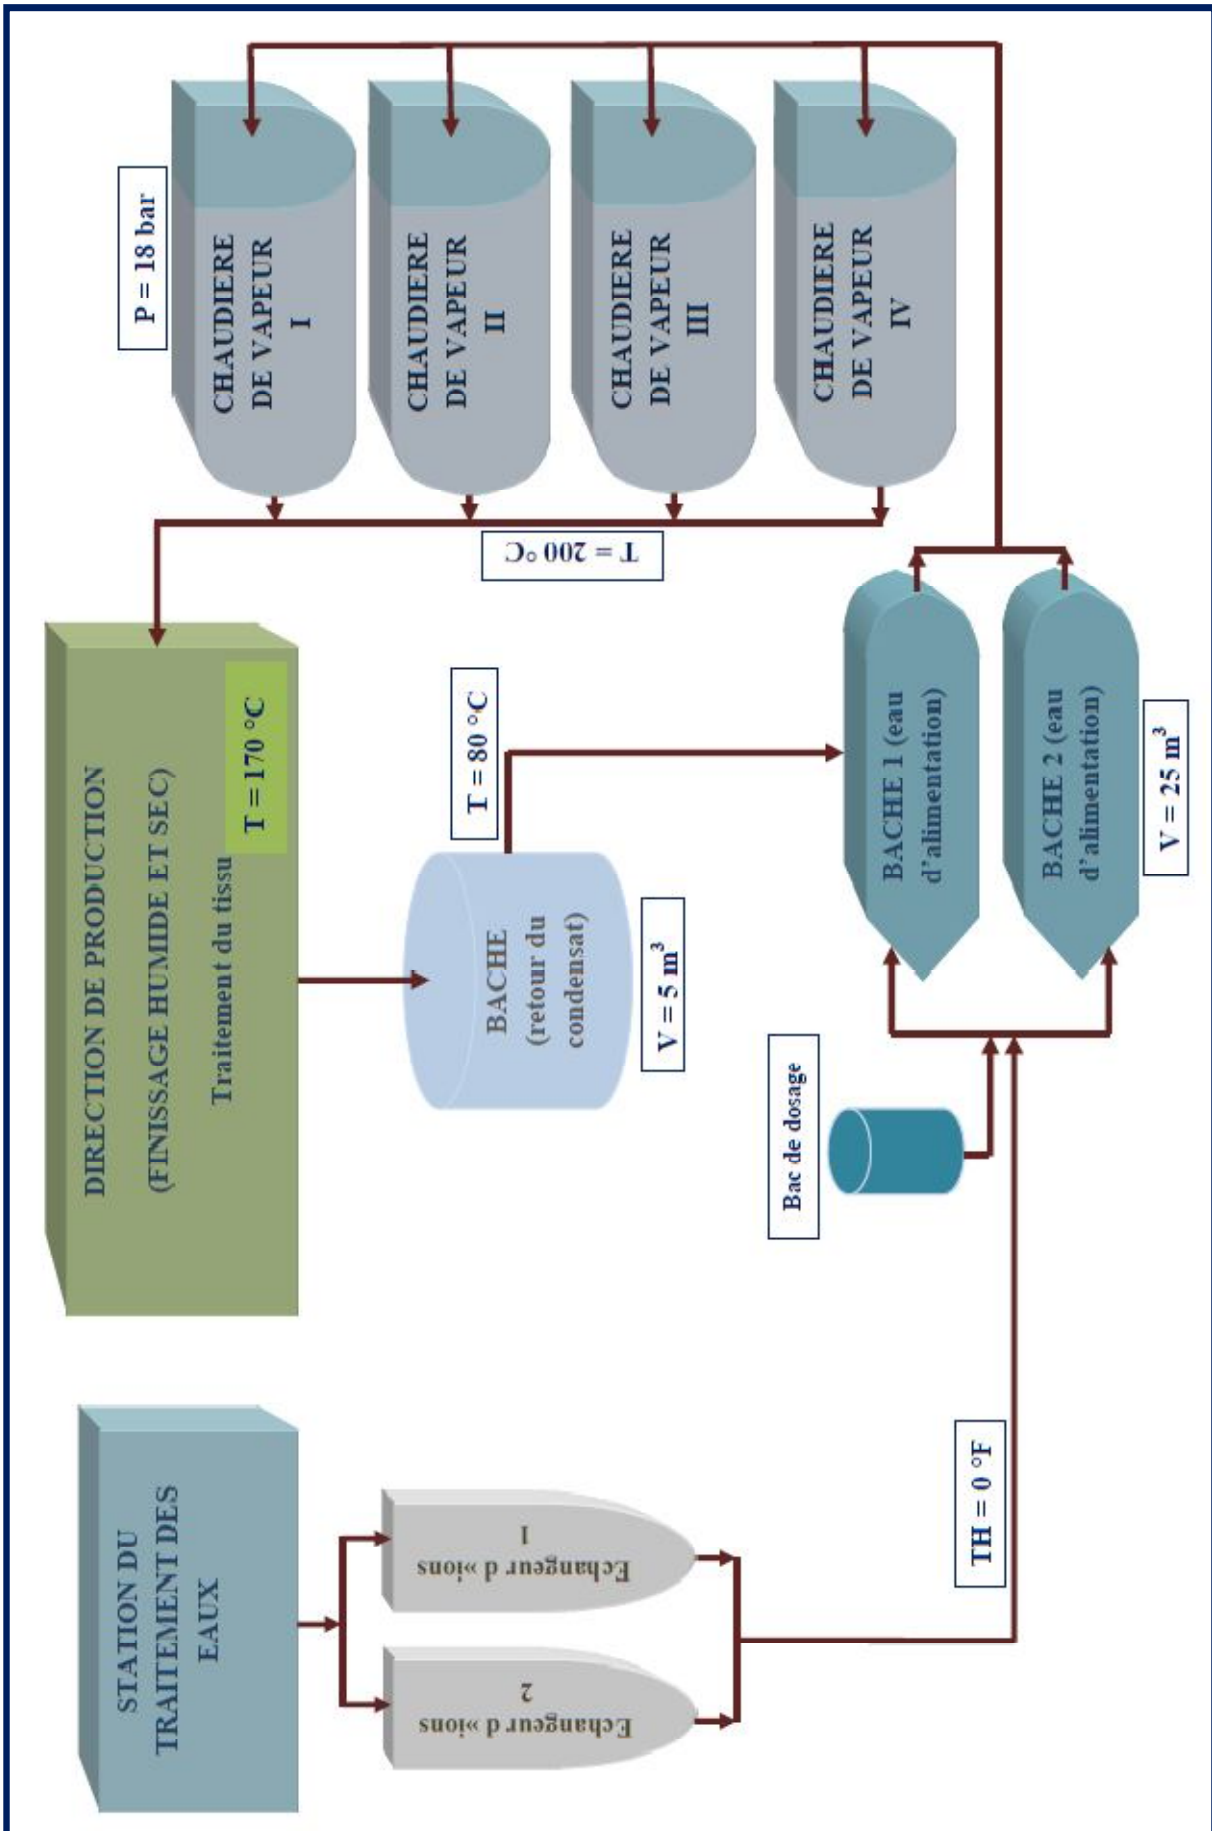 STATION DU
TRAITEMENT DES
EAUX
Echangeur d»ions
1
Echangeur d»ions
2
TH = 0 °F
DIRECTION DE PRODUCTION
(FINISSAGE HUMIDE ET SEC)
Traitement du tissu
T = 170 °C
BACHE
(retour du
condensat)
V = 5 m³
T = 80 °C
Bac de dosage
BACHE 1 (eau
d’alimentation)
BACHE 2 (eau
d’alimentation)
V = 25 m³
P = 18 bar
CHAUDIERE
DE VAPEUR
I
CHAUDIERE
DE VAPEUR
II
CHAUDIERE
DE VAPEUR
III
CHAUDIERE
DE VAPEUR
IV
T = 200 °C